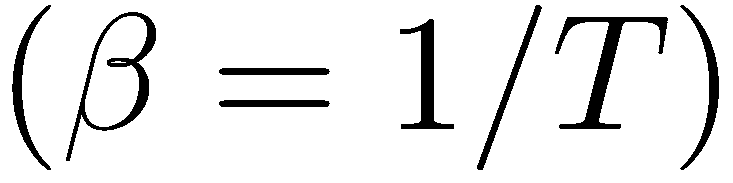 (β = 1/T)